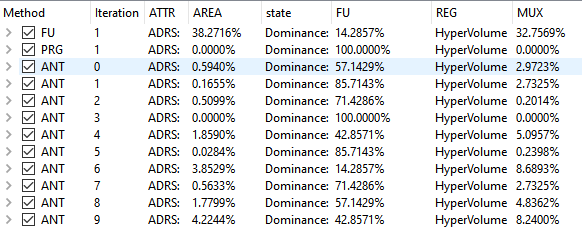 Method Iteration ATTR AREA state FU REG MUX
FU 1 ADRS: 38.2716% Dominance: 14.2857% HyperVolume 32.7569%
PRG 1 ADRS: 0.0000% Dominance: 100.0000% HyperVolume 0.0000%
ANT 0 ADRS: 0.5940% Dominance: 57.1429% HyperVolume 2.9723%
ANT 1 ADRS: 0.1655% Dominance: 85.7143% HyperVolume 2.7325%
ANT 2 ADRS: 0.5099% Dominance: 71.4286% HyperVolume 0.2014%
ANT 3 ADRS: 0.0000% Dominance: 100.0000% HyperVolume 0.0000%
ANT 4 ADRS: 1.8590% Dominance: 42.8571% HyperVolume 5.0957%
ANT 5 ADRS: 0.0284% Dominance: 85.7143% HyperVolume 0.2398%
ANT 6 ADRS: 3.8529% Dominance: 14.2857% HyperVolume 8.6893%
ANT 7 ADRS: 0.5633% Dominance: 71.4286% HyperVolume 2.7325%
ANT 8 ADRS: 1.7799% Dominance: 57.1429% HyperVolume 4.8362%
ANT 9 ADRS: 4.2244% Dominance: 42.8571% HyperVolume 8.2400%